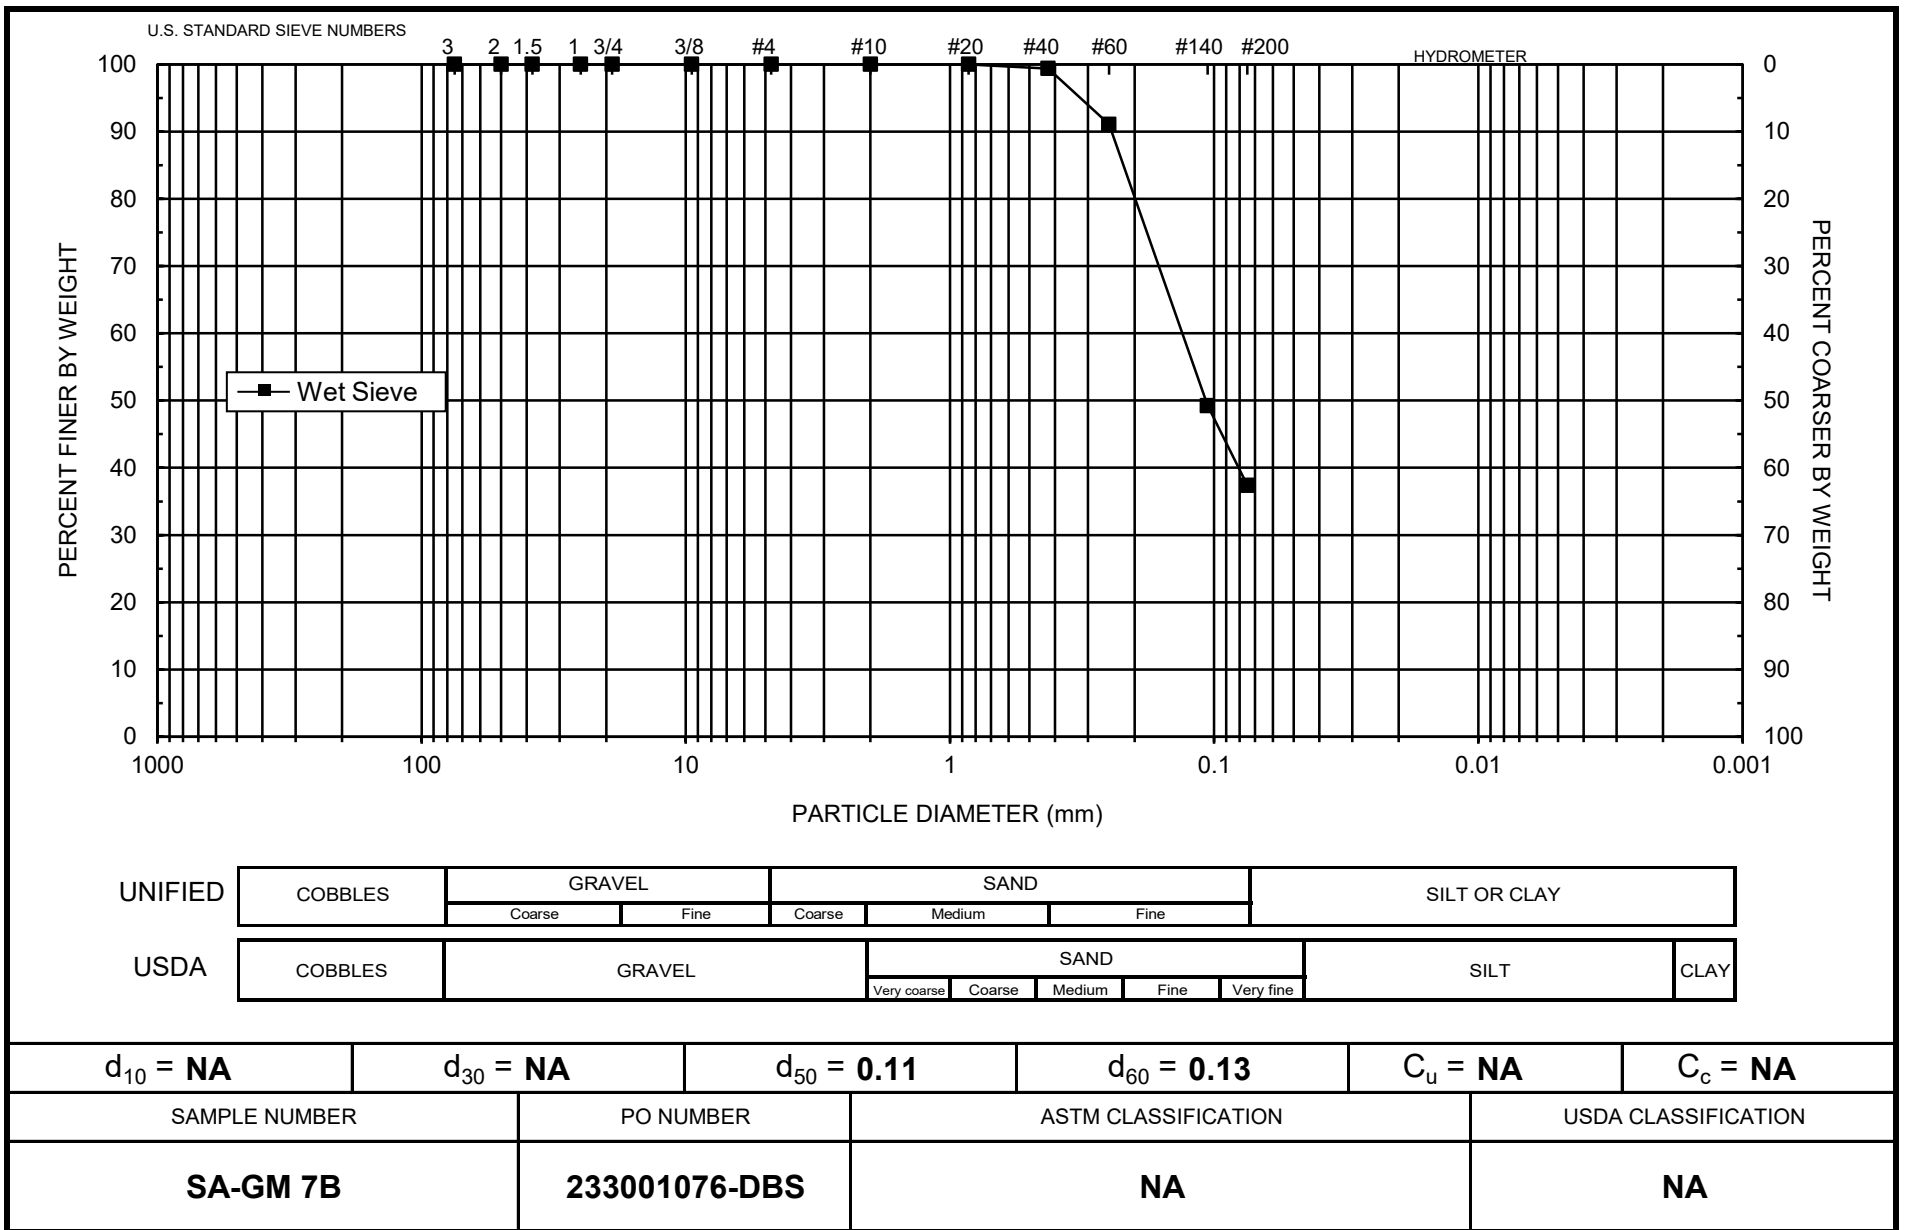 U.S. STANDARD SIEVE NUMBERS
3 2 1.5 1 3/4 3/8 #4 #10 #20 #40 #60 #140 #200
HYDROMETER
PERCENT FINER BY WEIGHT
100
90
80
70
60
50
40
30
20
10
0
Wet Sieve
0
10
20
30
40
50
60
70
80
90
100
PERCENT COARSER BY WEIGHT
1000 100 10 1 0.1 0.01 0.001
PARTICLE DIAMETER (mm)
UNIFIED COBBLES GRAVEL SAND SILT OR CLAY
Coarse Fine Coarse Medium Fine
USDA COBBLES GRAVEL SAND SILT CLAY
Very coarse Coarse Medium Fine Very fine
d10 = NA d30 = NA d50 = 0.11 d60 = 0.13 Cu = NA Cc = NA
SAMPLE NUMBER PO NUMBER ASTM CLASSIFICATION USDA CLASSIFICATION
SA-GM 7B 233001076-DBS NA NA